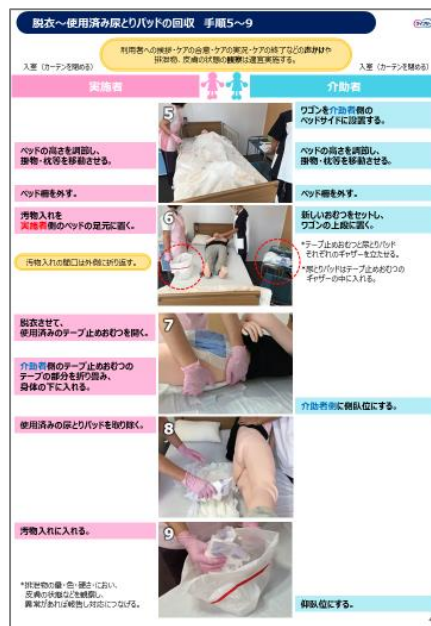 脱衣~使用済み尿とりパッドの回収 手順5~9
利用者への挨拶・ケアの合意・ケアの実況・ケアの終了などの声かけや
排泄物、皮膚の状態の観察は適宜実施する。
入室(カーテンを閉める)
入室(カーテンを閉める)
実施者
介助者
5
ワゴンを介助者側の
ベッドサイドに設置する。
ベッドの高さを調節し、
掛物・枕等を移動させる。
ベッドの高さを調節し、
掛物・枕等を移動させる。
ベッド柵を外す。
ベッド柵を外す。
6
汚物入れを
実施者側のベッドの足元に置く。
新しいおむつをセットし、
ワゴンの上段に置く。
汚物入れの間口は外側に折り返す。
*テープ止めおむつと尿とりパッド
それぞれのギャザーを立たせる。
*尿とりパッドはテープ止めおむつの
ギャザーの中に入れる。
7
脱衣させて、
使用済みのテープ止めおむつを開く。
介助者側のテープ止めおむつの
テープの部分を折り畳み、
身体の下に入れる。
介助者側に側臥位にする。
8
使用済みの尿とりパッドを取り除く。
9
汚物入れに入れる。
*排泄物の量・色・硬さ・におい、
皮膚の状態などを観察し、
異常があれば報告し対応につなげる。
仰臥位にする。